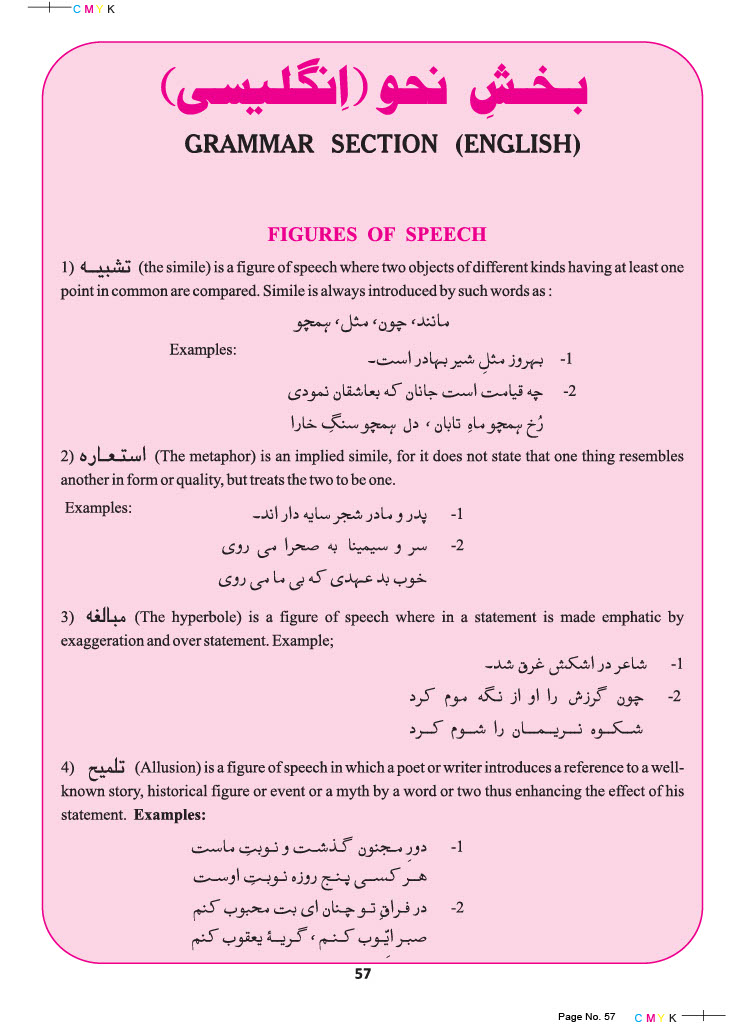 C M Y K
بخشِ نحو (اِنگلیسی)
GRAMMAR SECTION (ENGLISH)
FIGURES OF SPEECH
1) تشبیہ (the simile) is a figure of speech where two objects of different kinds having at least one
point in common are compared. Simile is always introduced by such words as :
مانند، چون، مثل، ہمچو
Examples:
1- بہروز مثلِ شیر بہادر است۔
2- چہ قیامت است جاناں کہ بعاشقان نمودی
رُخ ہمچو ماہِ تابان، دل ہمچو سنگِ خارا
2) استعارہ (The metaphor) is an implied simile, for it does not state that one thing resembles
another in form or quality, but treats the two to be one.
Examples:
1- پدر و مادر شجر سایہ دار اند۔
2- سر و سیمینا بہ صحرا می روی
خوب بد عہدی کہ بی ما می روی
3) مبالغہ (The hyperbole) is a figure of speech where in a statement is made emphatic by
exaggeration and over statement. Example;
1- شاعر در اشکش غرق شد۔
2- چون گرزش را او از نگہ موم کرد
شکوہ نریمان را شوم کرد
4) تلمیح (Allusion) is a figure of speech in which a poet or writer introduces a reference to a well-
known story, historical figure or event or a myth by a word or two thus enhancing the effect of his
statement. Examples:
1- دورِ مجنون گذشت و نوبتِ ماست
ہر کسی پنج روزہ نوبتِ اوست
2- در فراقِ تو چنان ای بت محبوب کنم
صبر ایّوب کنم، گریۂ یعقوب کنم
57
Page No. 57 C M Y K